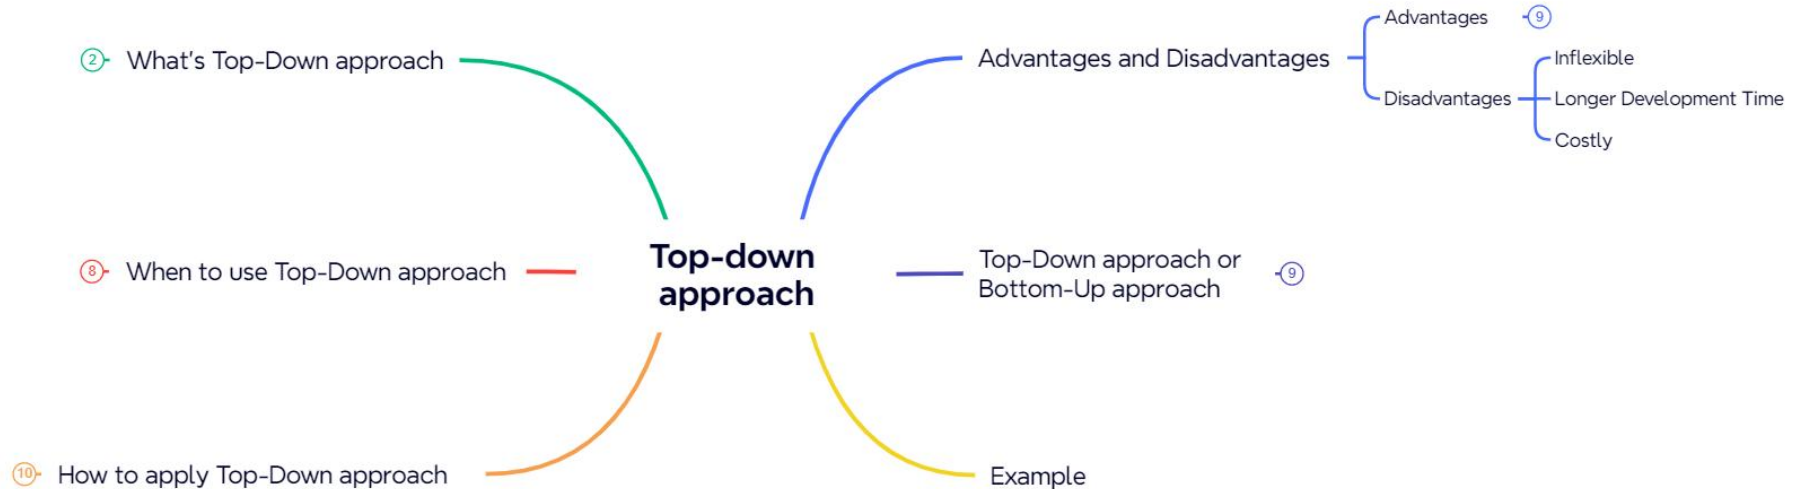 Top-down
approach
2
What's Top-Down approach
8
When to use Top-Down approach
10
How to apply Top-Down approach
Advantages and Disadvantages
Advantages
9
Disadvantages
Inflexible
Longer Development Time
Costly
Top-Down approach or
Bottom-Up approach
9
Example